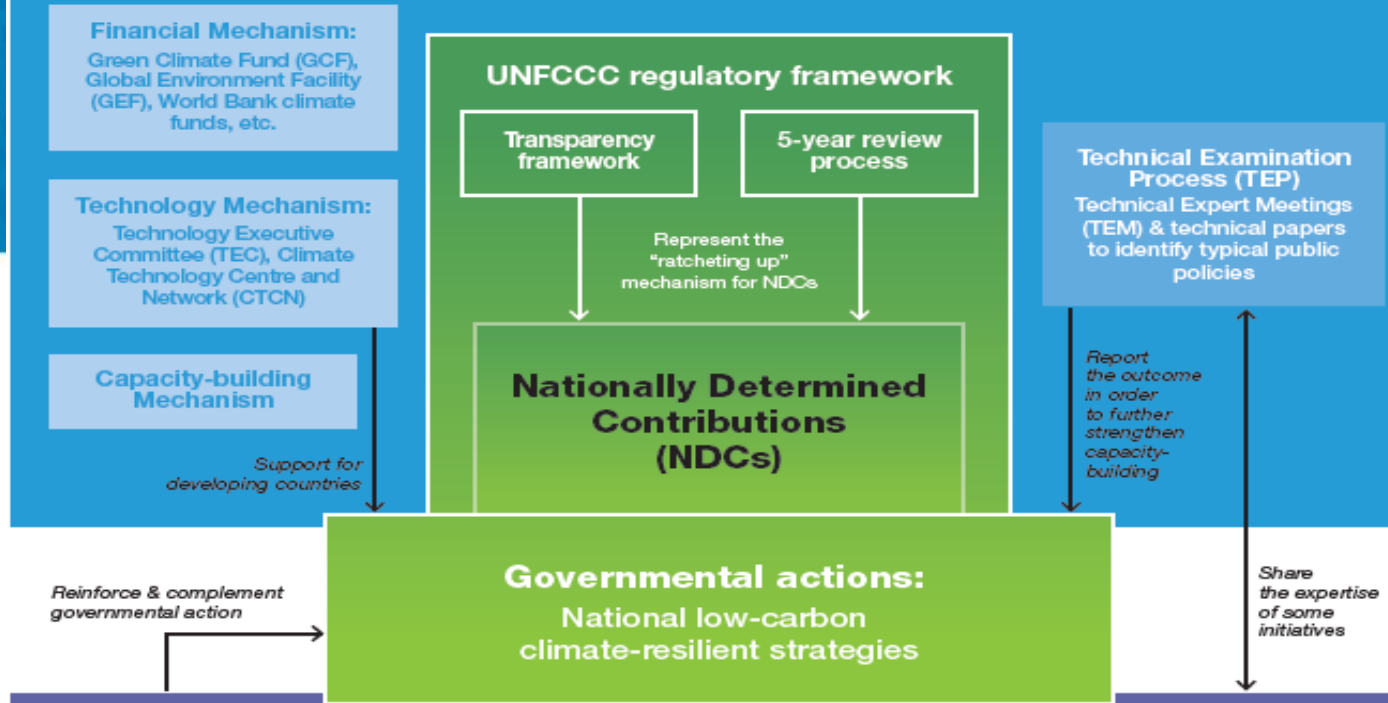 Financial Mechanism:
Green Climate Fund (GCF),
Global Environment Facility
(GEF), World Bank climate
funds, etc.
Technology Mechanism:
Technology Executive
Committee (TEC), Climate
Technology Centre and
Network (CTCN)
Capacity-building
Mechanism
Support for
developing countries
UNFCCC regulatory framework
Transparency
framework
5-year review
process
Represent the
“ratcheting up”
mechanism for NDCs
Nationally Determined
Contributions
(NDCs)
Technical Examination
Process (TEP)
Technical Expert Meetings
(TEM) & technical papers
to identify typical public
policies
Report
the outcome
in order
to further
strengthen
capacity-
building
Reinforce & complement
governmental action
Governmental actions:
National low-carbon
climate-resilient strategies
Share
the expertise
of some
initiatives